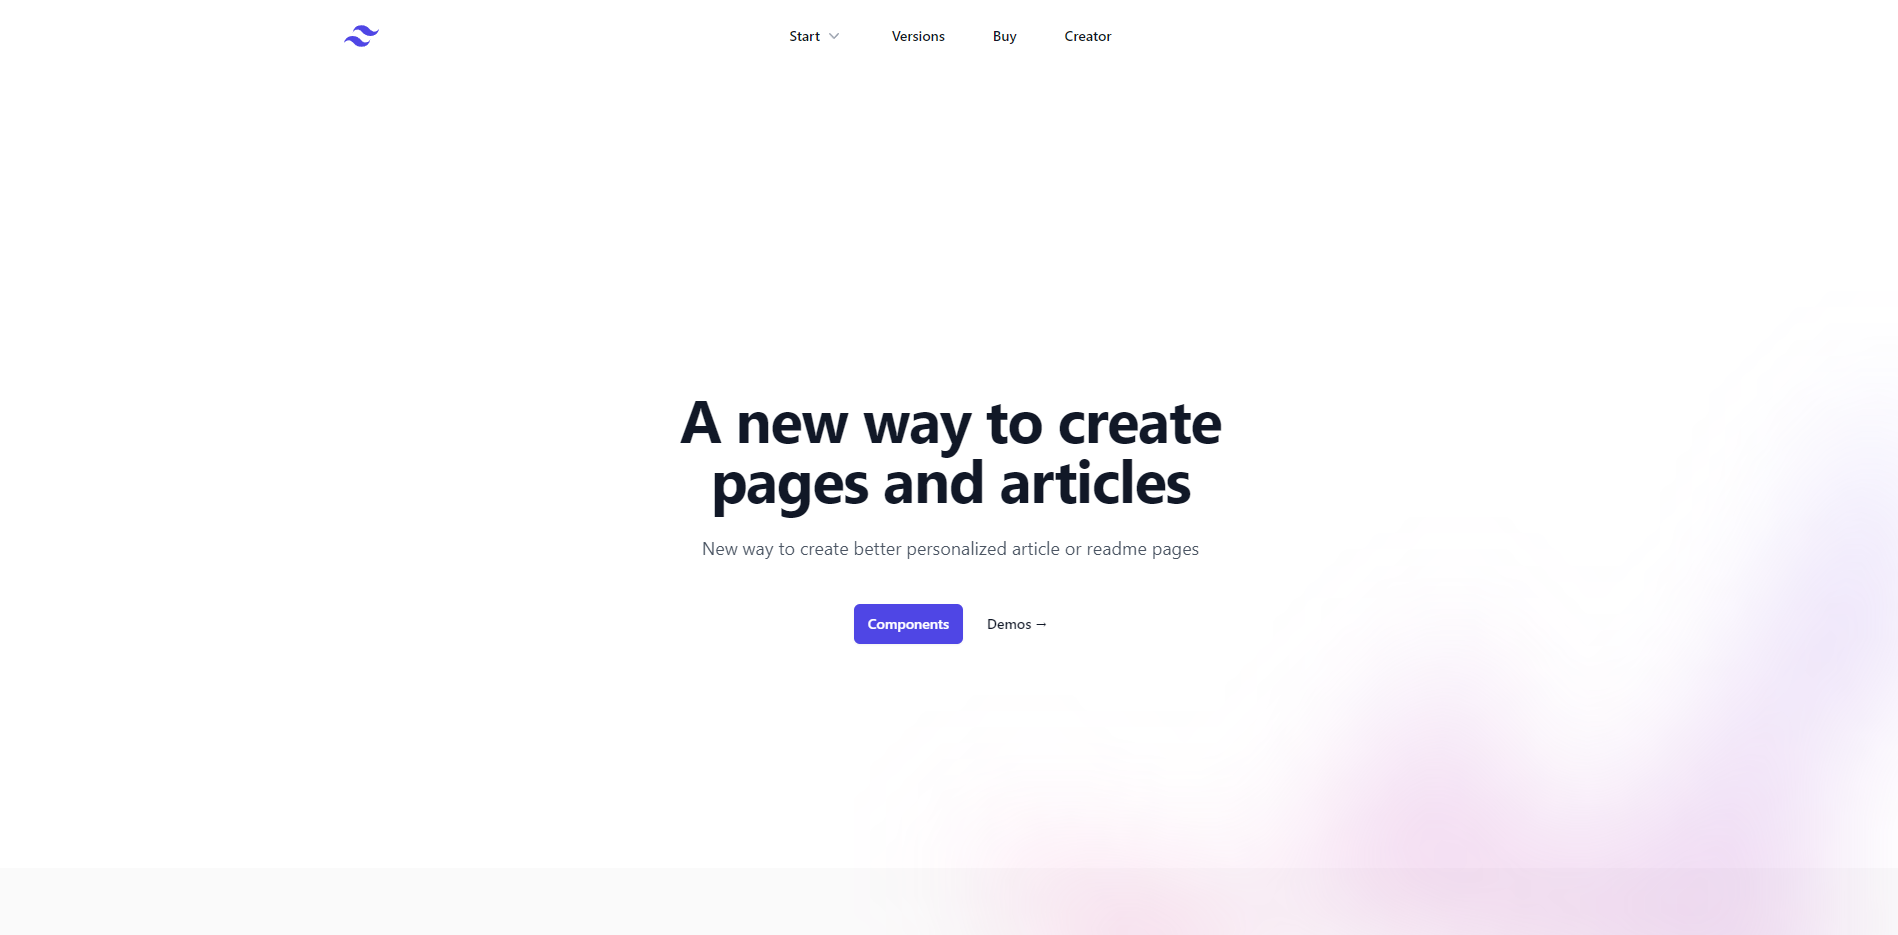 Start
Versions
Buy
Creator
A new way to create
pages and articles
New way to create better personalized article or readme pages
Components
Demos →